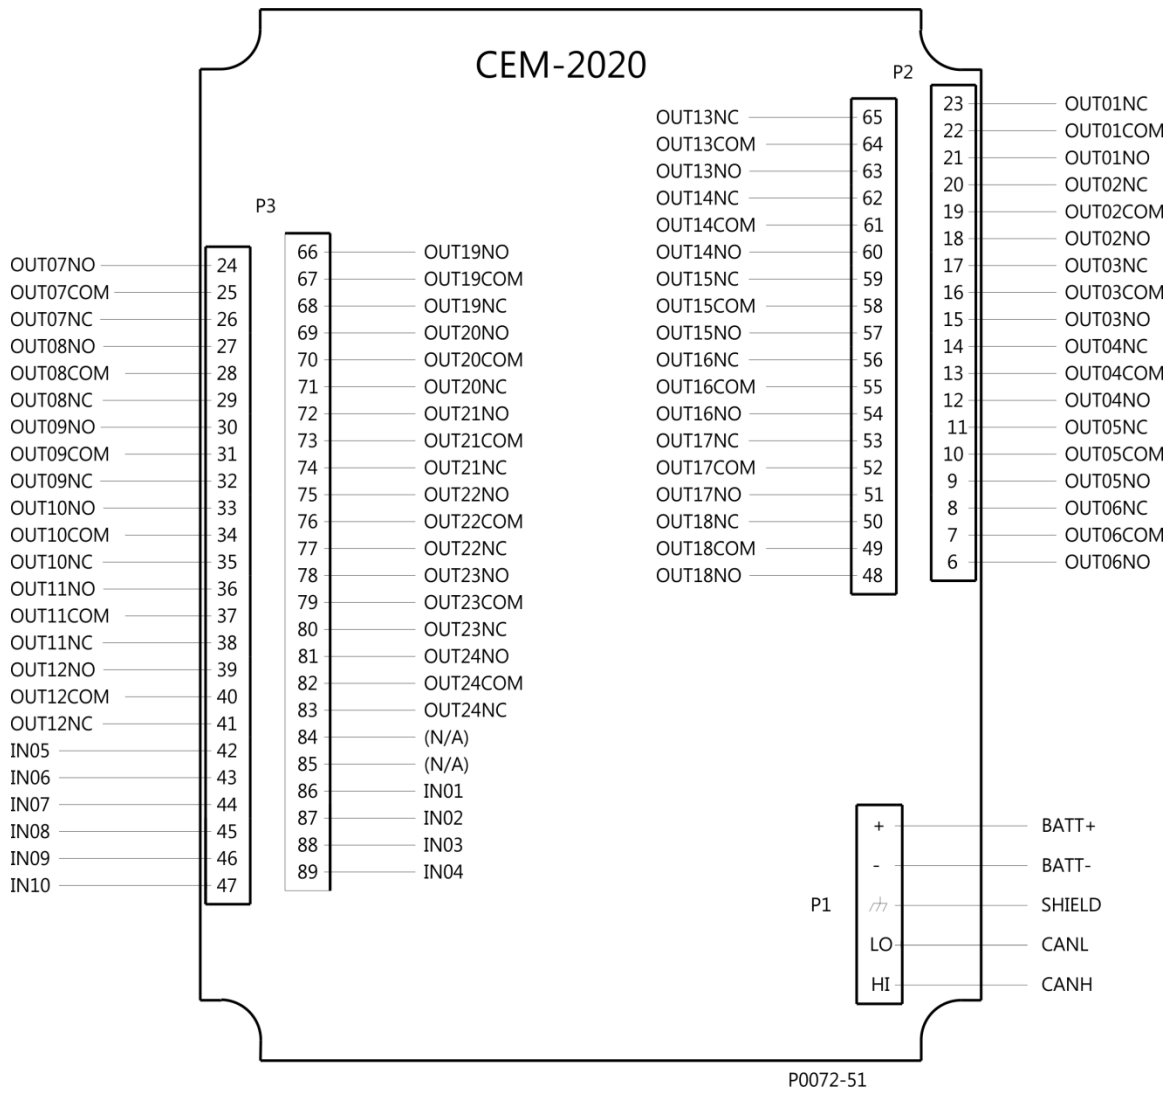 CEM-2020
P2
OUT13NC 65
OUT13COM 64
OUT13NO 63
OUT14NC 62
OUT14COM 61
OUT14NO 60
OUT15NC 59
OUT15COM 58
OUT15NO 57
OUT16NC 56
OUT16COM 55
OUT16NO 54
OUT17NC 53
OUT17COM 52
OUT17NO 51
OUT18NC 50
OUT18COM 49
OUT18NO 48
23 OUT01NC
22 OUT01COM
21 OUT01NO
20 OUT02NC
19 OUT02COM
18 OUT02NO
17 OUT03NC
16 OUT03COM
15 OUT03NO
14 OUT04NC
13 OUT04COM
12 OUT04NO
11 OUT05NC
10 OUT05COM
9 OUT05NO
8 OUT06NC
7 OUT06COM
6 OUT06NO
P3
OUT07NO 24
OUT07COM 25
OUT07NC 26
OUT08NO 27
OUT08COM 28
OUT08NC 29
OUT09NO 30
OUT09COM 31
OUT09NC 32
OUT10NO 33
OUT10COM 34
OUT10NC 35
OUT11NO 36
OUT11COM 37
OUT11NC 38
OUT12NO 39
OUT12COM 40
OUT12NC 41
IN05 42
IN06 43
IN07 44
IN08 45
IN09 46
IN10 47
66 OUT19NO
67 OUT19COM
68 OUT19NC
69 OUT20NO
70 OUT20COM
71 OUT20NC
72 OUT21NO
73 OUT21COM
74 OUT21NC
75 OUT22NO
76 OUT22COM
77 OUT22NC
78 OUT23NO
79 OUT23COM
80 OUT23NC
81 OUT24NO
82 OUT24COM
83 OUT24NC
84 (N/A)
85 (N/A)
86 IN01
87 IN02
88 IN03
89 IN04
P1
+ BATT+
- BATT-
SHIELD
LO CANL
HI CANH
P0072-51